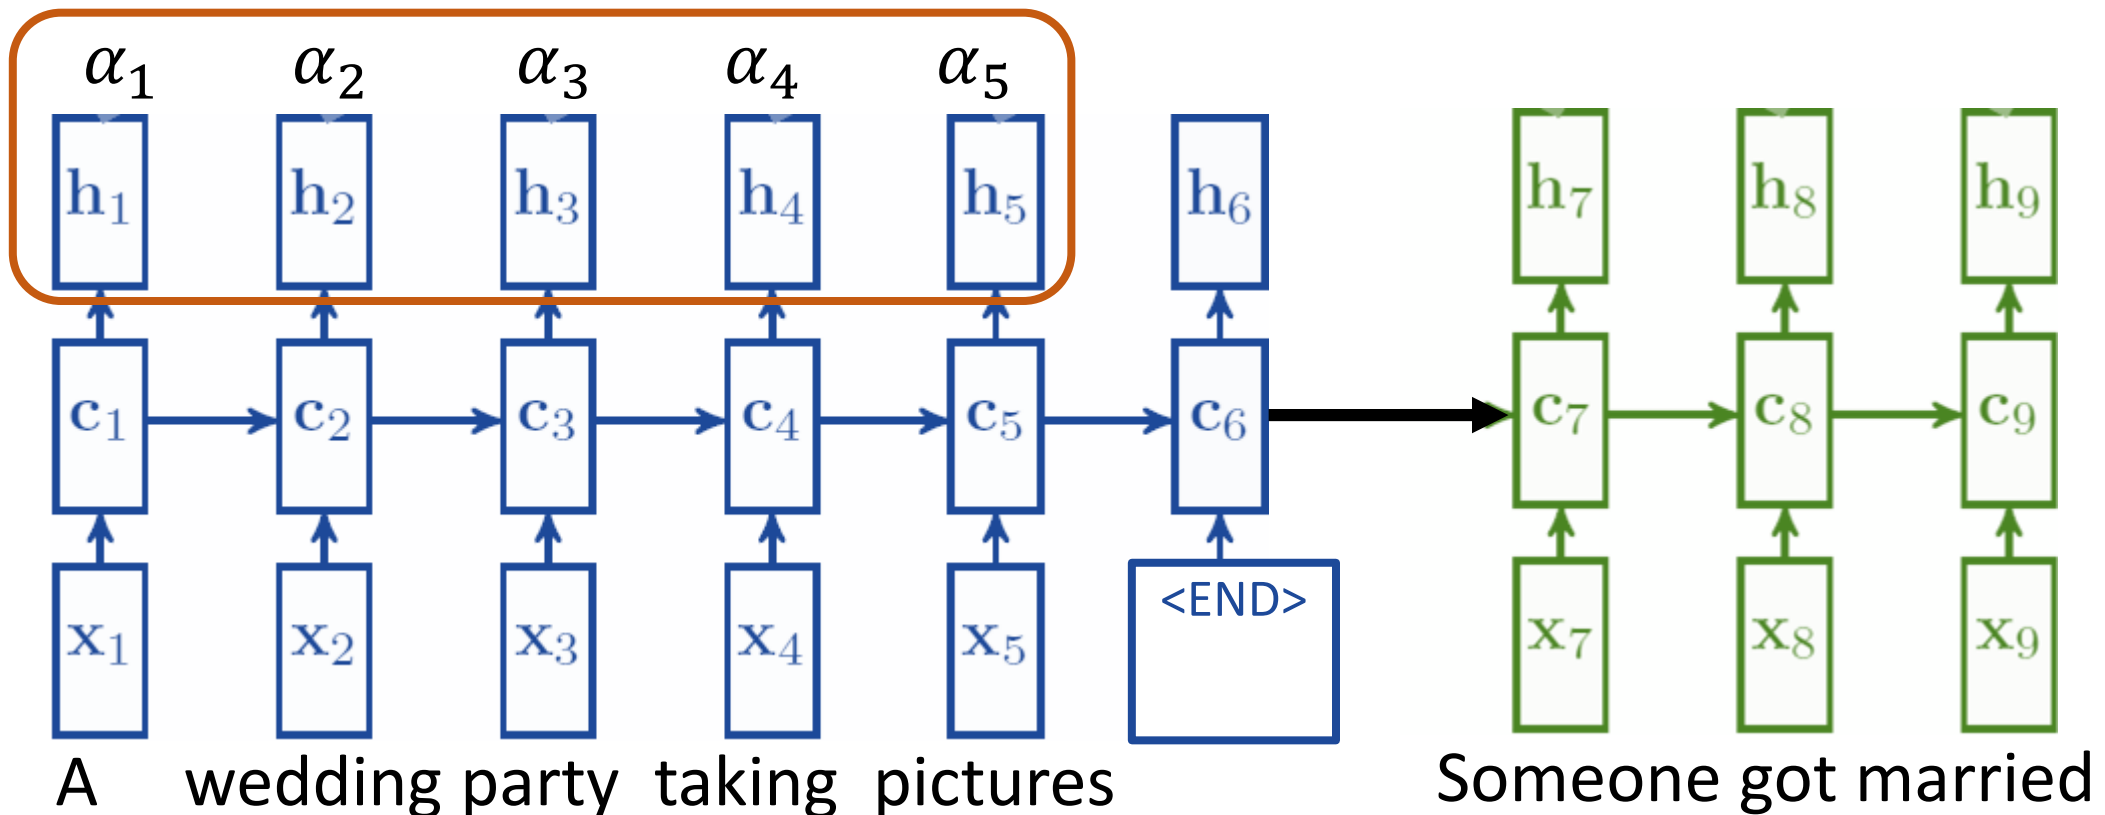 α1 α2 α3 α4 α5
h1 h2 h3 h4 h5 h6 h7 h8 h9
c1 c2 c3 c4 c5 c6 c7 c8 c9
<END>
x1 x2 x3 x4 x5 x7 x8 x9
A wedding party taking pictures Someone got married